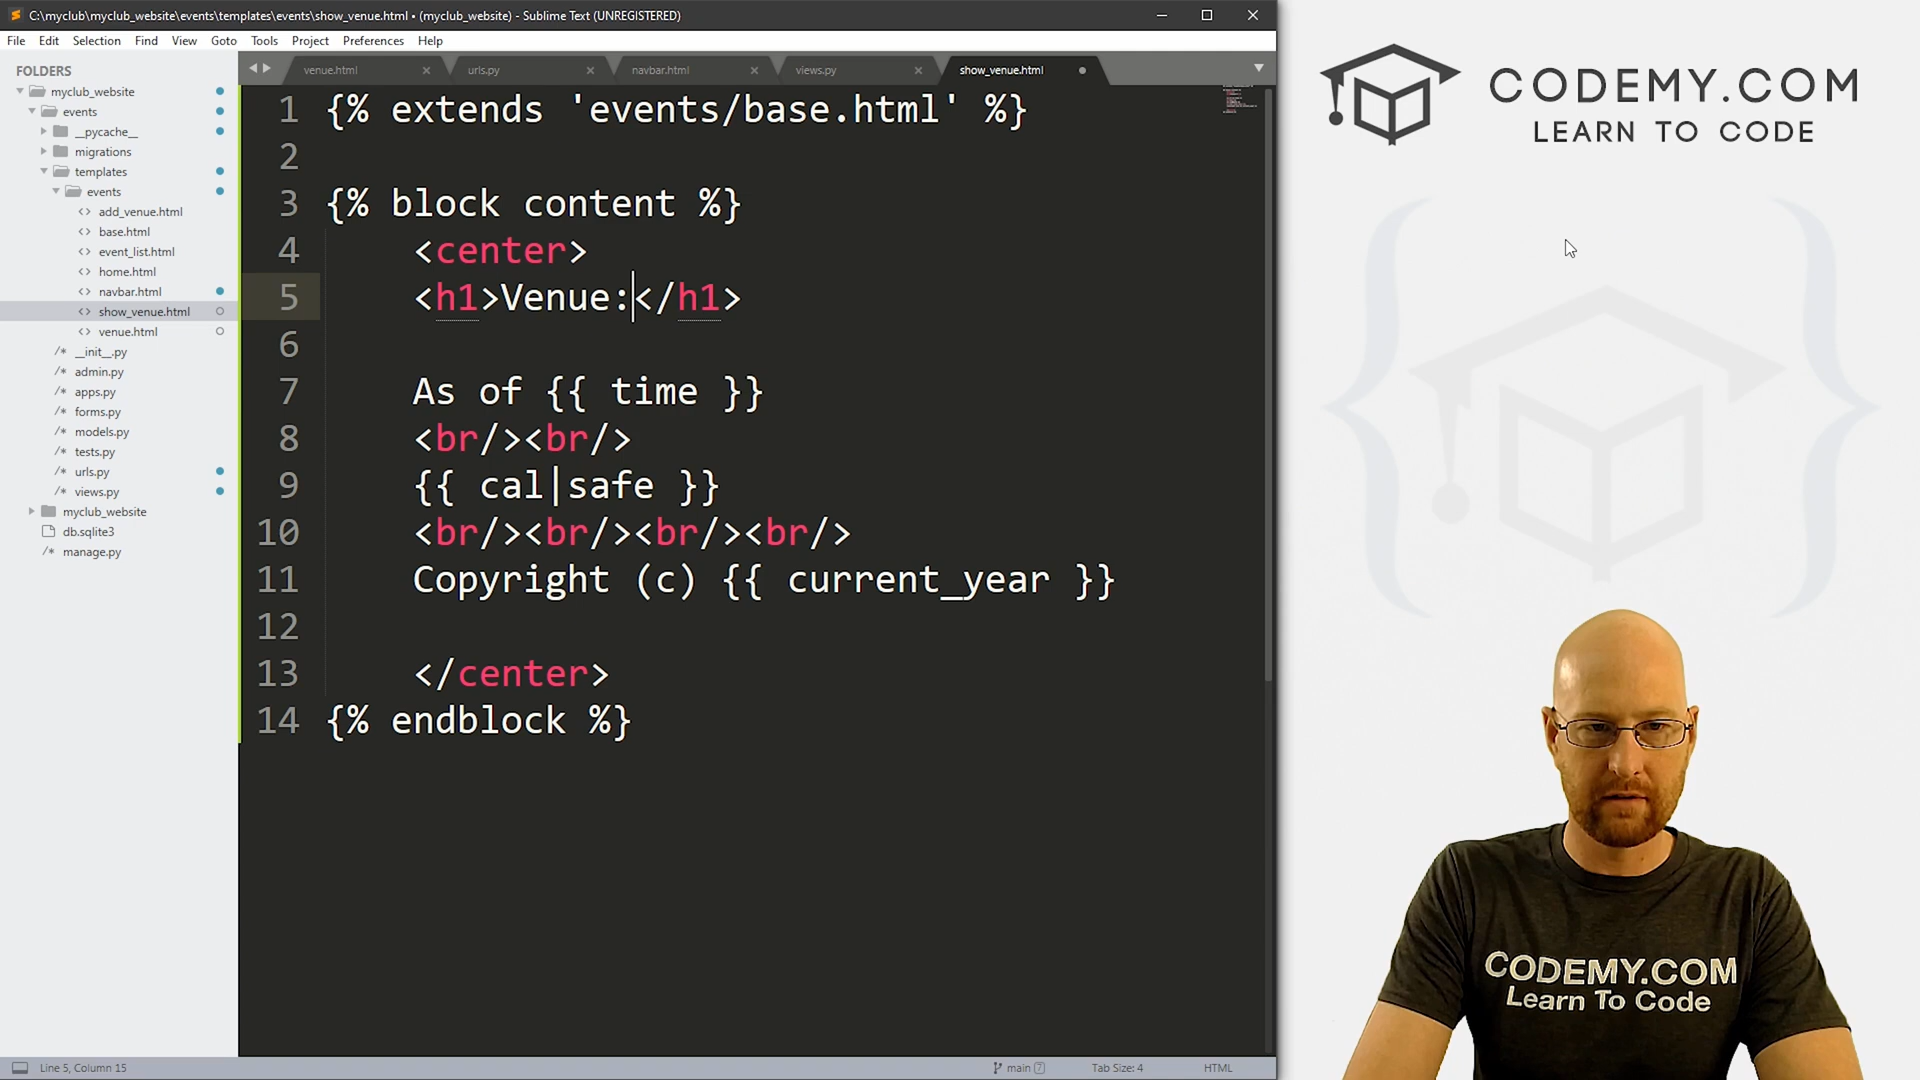 C:\myclub\myclub_website\events\templates\events\show_venue.html • (myclub_website) - Sublime Text (UNREGISTERED)
File Edit Selection Find View Goto Tools Project Preferences Help
FOLDERS
myclub_website
events
__pycache__
migrations
templates
events
add_venue.html
base.html
event_list.html
home.html
navbar.html
show_venue.html
venue.html
__init__.py
admin.py
apps.py
forms.py
models.py
tests.py
urls.py
views.py
myclub_website
db.sqlite3
manage.py
venue.html urls.py navbar.html views.py show_venue.html
1 {% extends 'events/base.html' %}
2
3 {% block content %}
4 <center>
5 <h1>Venue:</h1>
6
7 As of {{ time }}
8 <br/><br/>
9 {{ cal|safe }}
10 <br/><br/><br/><br/>
11 Copyright (c) {{ current_year }}
12
13 </center>
14 {% endblock %}
Line 5, Column 15 main 7 Tab Size: 4 HTML
CODEMY.COM
LEARN TO CODE
CODEMY.COM
Learn To Code